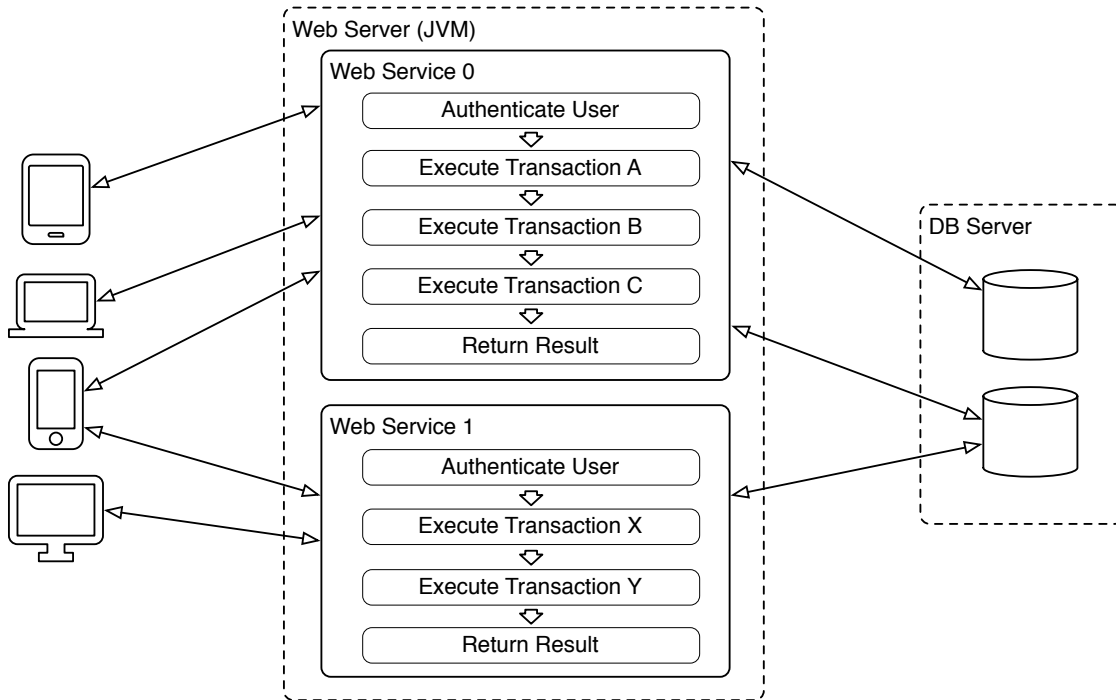 Web Server (JVM)
Web Service 0
Authenticate User
Execute Transaction A
Execute Transaction B
Execute Transaction C
Return Result
Web Service 1
Authenticate User
Execute Transaction X
Execute Transaction Y
Return Result
DB Server